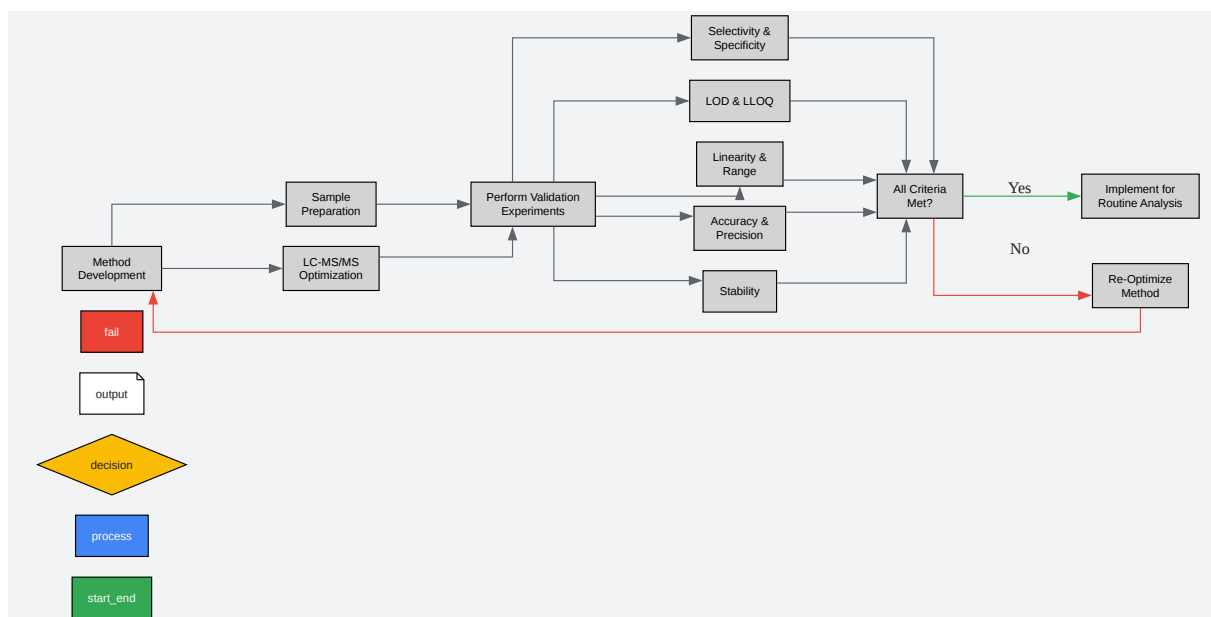 Selectivity &
Specificity
LOD & LLOQ
Linearity &
Range
Sample
Preparation
Perform Validation
Experiments
All Criteria
Met?
Yes
Implement for
Routine Analysis
Accuracy &
Precision
Method
Development
LC-MS/MS
Optimization
No
Stability
Re-Optimize
Method
fail
output
decision
process
start_end